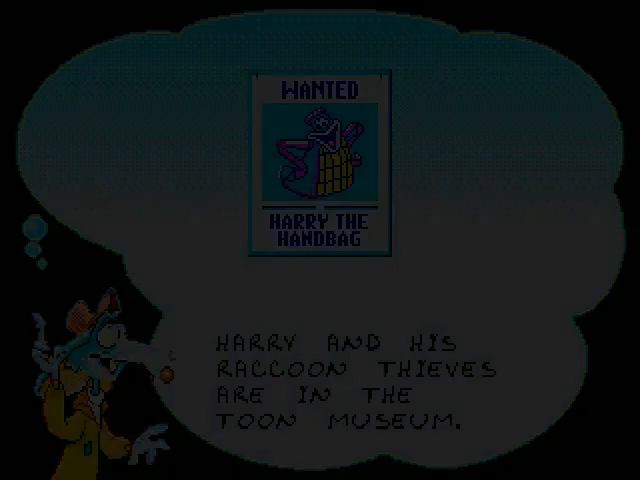 WANTED
HARRY THE
HANDBAG
HARRY AND HIS
RACCOON THIEVES
ARE IN THE
TOON MUSEUM.